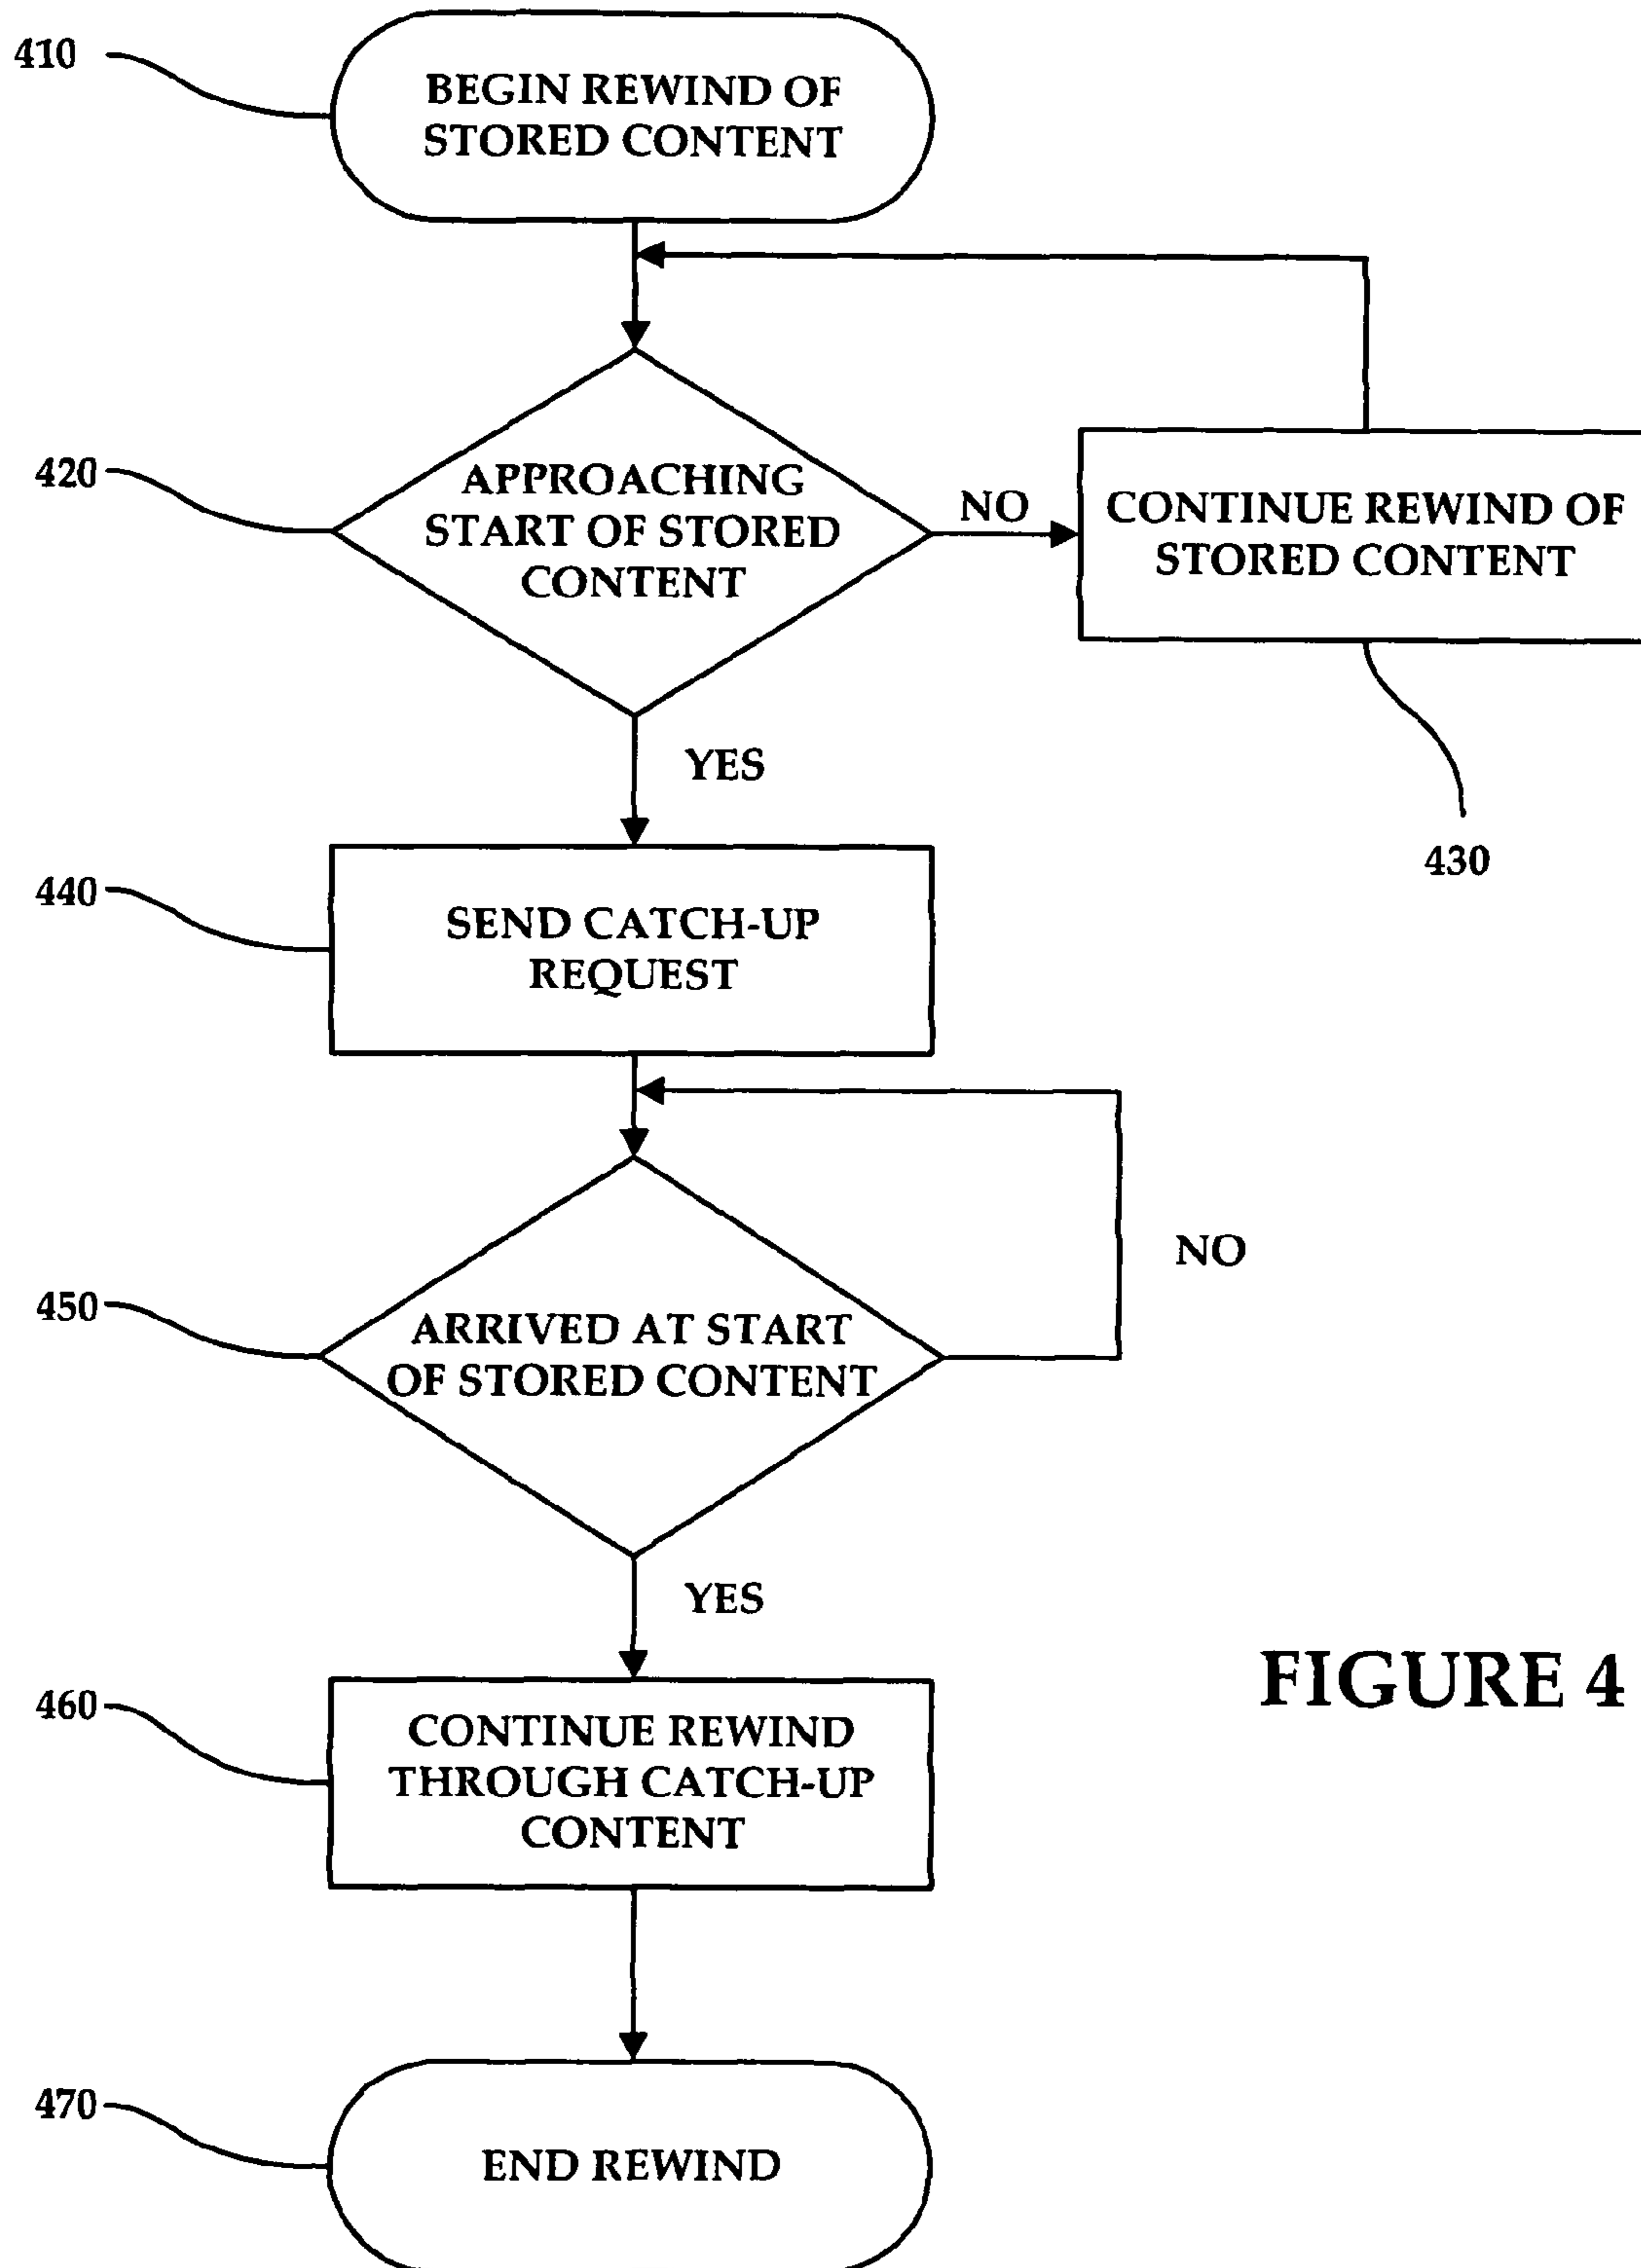 410
BEGIN REWIND OF
STORED CONTENT
420
APPROACHING
START OF STORED
CONTENT
NO
CONTINUE REWIND OF
STORED CONTENT
430
YES
440
SEND CATCH-UP
REQUEST
450
ARRIVED AT START
OF STORED CONTENT
NO
YES
460
CONTINUE REWIND
THROUGH CATCH-UP
CONTENT
FIGURE 4
470
END REWIND